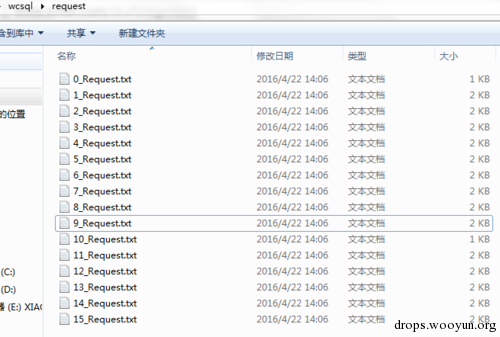 wcsql ▸ request
含到库中 共享 新建文件夹
名称 修改日期 类型 大小
0_Request.txt 2016/4/22 14:06 文本文档 1 KB
1_Request.txt 2016/4/22 14:06 文本文档 2 KB
2_Request.txt 2016/4/22 14:06 文本文档 2 KB
3_Request.txt 2016/4/22 14:06 文本文档 2 KB
4_Request.txt 2016/4/22 14:06 文本文档 2 KB
的位置
5_Request.txt 2016/4/22 14:06 文本文档 2 KB
6_Request.txt 2016/4/22 14:06 文本文档 2 KB
7_Request.txt 2016/4/22 14:06 文本文档 2 KB
8_Request.txt 2016/4/22 14:06 文本文档 2 KB
9_Request.txt 2016/4/22 14:06 文本文档 2 KB
10_Request.txt 2016/4/22 14:06 文本文档 1 KB
11_Request.txt 2016/4/22 14:06 文本文档 2 KB
(C:)
12_Request.txt 2016/4/22 14:06 文本文档 2 KB
(D:)
13_Request.txt 2016/4/22 14:06 文本文档 2 KB
器 (E:) XIAO
14_Request.txt 2016/4/22 14:06 文本文档 2 KB
15_Request.txt 2016/4/22 14:06 文本文档 2 KB
drops.wooyun.org